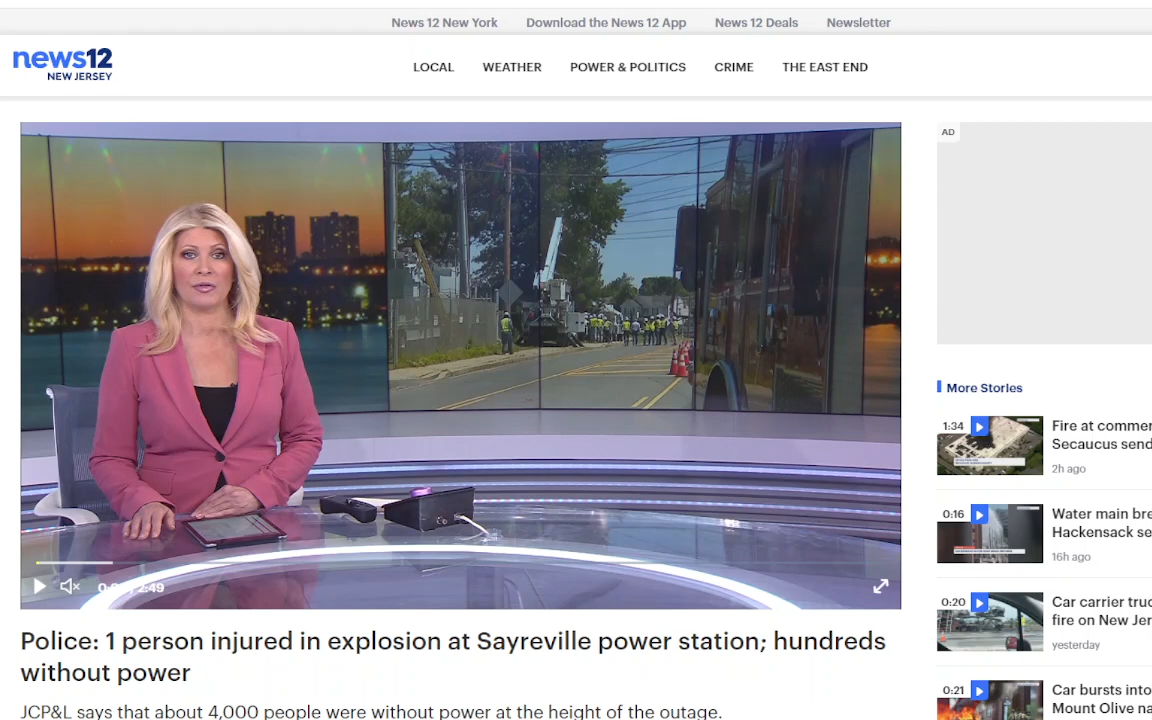 News 12 New York Download the News 12 App News 12 Deals Newsletter
news12
NEW JERSEY
LOCAL WEATHER POWER & POLITICS CRIME THE EAST END
AD
More Stories
1:34
Fire at commer
Secaucus send
2h ago
0:16
Water main bre
Hackensack se
16h ago
0:20
Car carrier truc
fire on New Jer
yesterday
0:21
Car bursts into
Mount Olive na
2:49
Police: 1 person injured in explosion at Sayreville power station; hundreds
without power
JCP&L says that about 4,000 people were without power at the height of the outage.